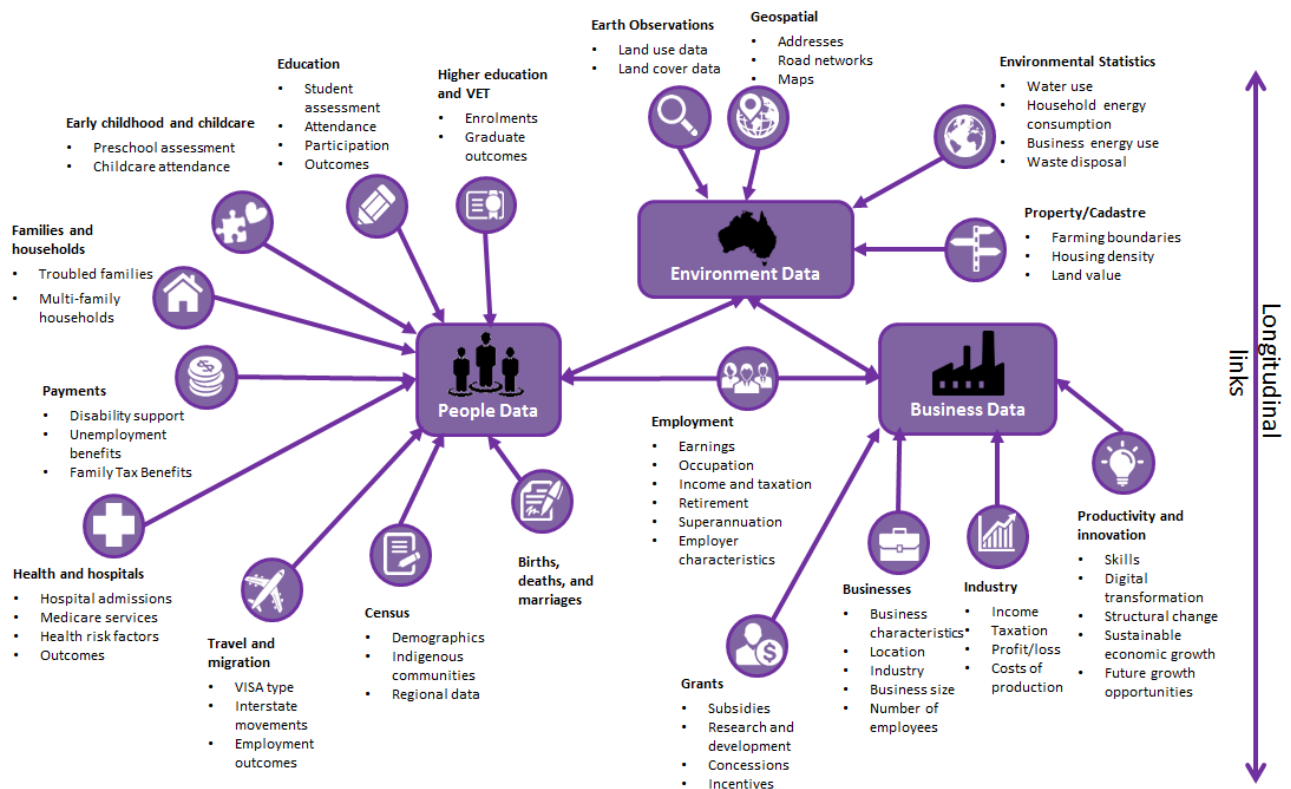 Earth Observations
• Land use data
• Land cover data
Geospatial
• Addresses
• Road networks
• Maps
Environmental Statistics
• Water use
• Household energy
consumption
• Business energy use
• Waste disposal
Education
• Student
assessment
• Attendance
• Participation
• Outcomes
Higher education
and VET
• Enrolments
• Graduate
outcomes
Early childhood and childcare
• Preschool assessment
• Childcare attendance
Families and
households
• Troubled families
• Multi-family
households
Property/Cadastre
• Farming boundaries
• Housing density
• Land value
Environment Data
People Data
Business Data
Longitudinal
links
Payments
• Disability support
• Unemployment
benefits
• Family Tax Benefits
Employment
• Earnings
• Occupation
• Income and taxation
• Retirement
• Superannuation
• Employer
characteristics
Health and hospitals
• Hospital admissions
• Medicare services
• Health risk factors
• Outcomes
Travel and
migration
• VISA type
• Interstate
movements
• Employment
outcomes
Census
• Demographics
• Indigenous
communities
• Regional data
Births,
deaths, and
marriages
Grants
• Subsidies
• Research and
development
• Concessions
• Incentives
Businesses
• Business
characteristics
• Location
• Industry
• Business size
• Number of
employees
Industry
• Income
• Taxation
• Profit/loss
• Costs of
production
Productivity and
innovation
• Skills
• Digital
transformation
• Structural change
• Sustainable
economic growth
• Future growth
opportunities